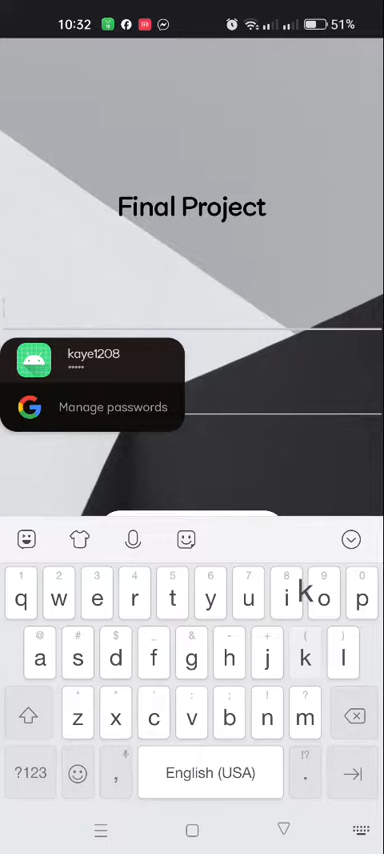 10:32 51%
Final Project
kaye1208
•••••
Manage passwords
1 2 3 4 5 6 7 8 9 0
q w e r t y u i k o p
@ # $ _ & - + ( )
a s d f g h j k l
* " ' : ; ! ?
z x c v b n m
!?
?123 , English (USA) .